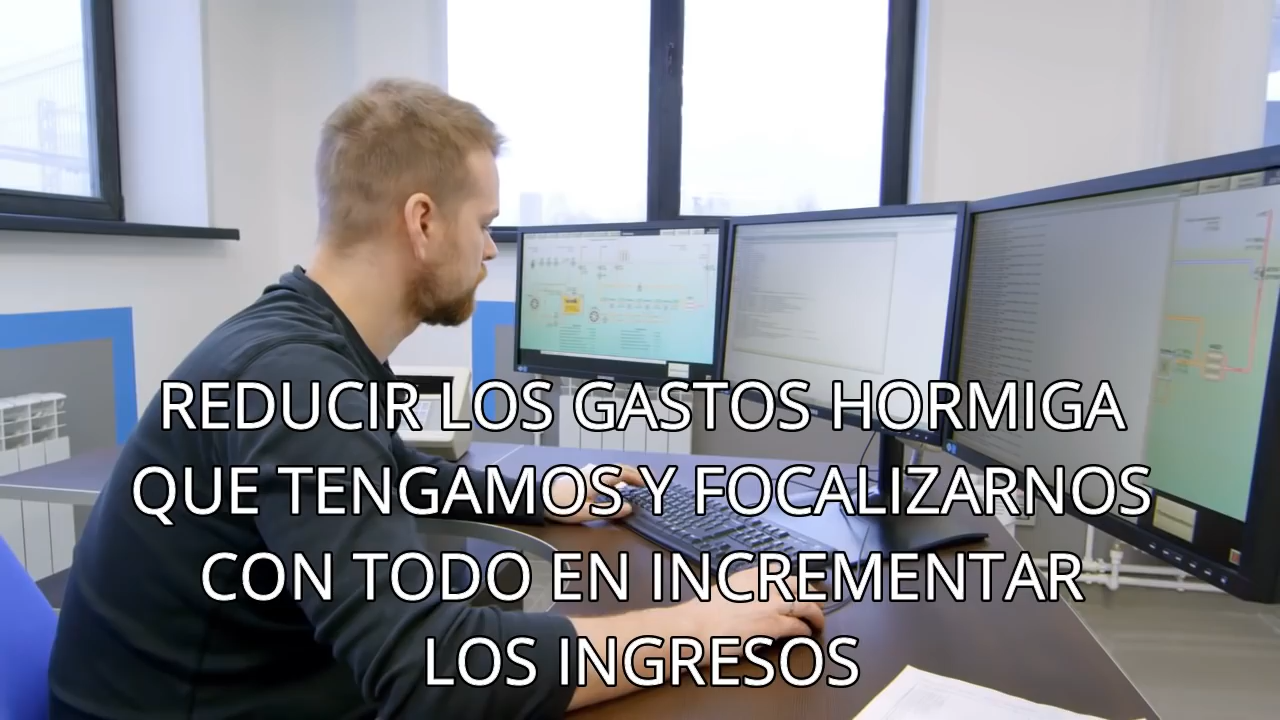 REDUCIR LOS GASTOS HORMIGA
QUE TENGAMOS Y FOCALIZARNOS
CON TODO EN INCREMENTAR
LOS INGRESOS